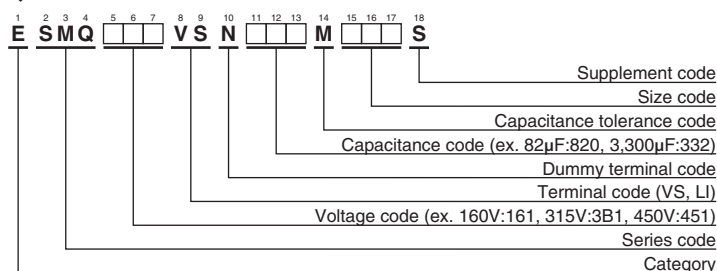 1 2 3 4 5 6 7 8 9 10 11 12 13 14 15 16 17 18
E SMQ □□□ VS N □□□ M □□□ S
Supplement code
Size code
Capacitance tolerance code
Capacitance code (ex. 82µF:820, 3,300µF:332)
Dummy terminal code
Terminal code (VS, LI)
Voltage code (ex. 160V:161, 315V:3B1, 450V:451)
Series code
Category